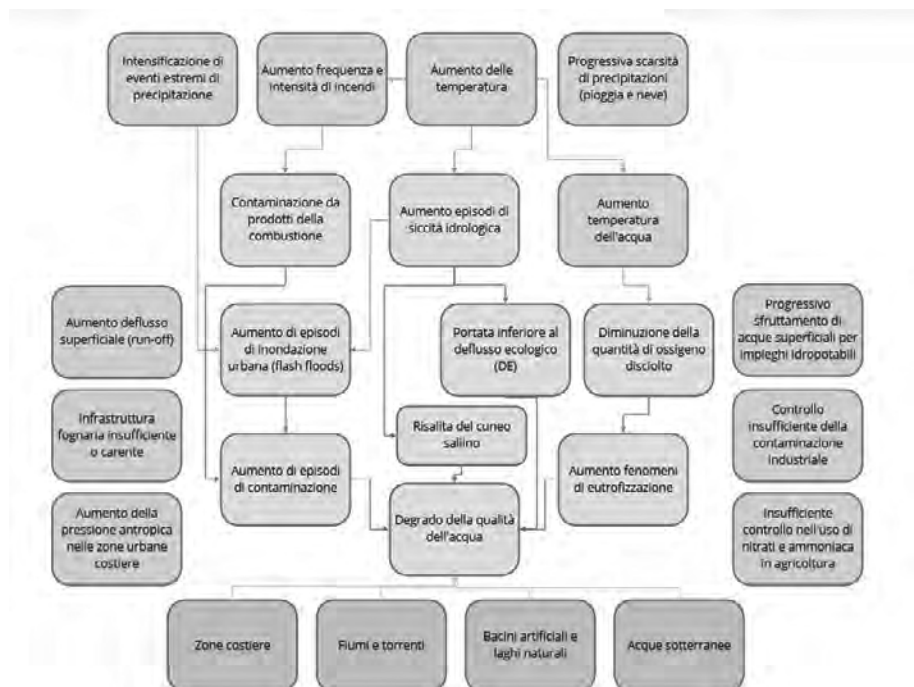 Intensificazione di
eventi estremi di
precipitazione
Aumento frequenza e
intensità di incendi
Aumento delle
temperatura
Progressiva scarsità
di precipitazioni
(pioggia e neve)
Contaminazione da
prodotti della
combustione
Aumento episodi di
siccità idrologica
Aumento
temperatura
dell'acqua
Aumento deflusso
superficiale (run-off)
Aumento di episodi
di inondazione
urbana (flash floods)
Portata inferiore al
deflusso ecologico
(DE)
Diminuzione della
quantità di ossigeno
disciolto
Progressivo
sfruttamento di
acque superficiali per
impieghi idropotabili
Infrastruttura
fognaria insufficiente
o carente
Aumento di episodi
di contaminazione
Risalita del cuneo
salino
Aumento fenomeni
di eutrofizzazione
Controllo
insufficiente della
contaminazione
industriale
Aumento della
pressione antropica
nelle zone urbane
costiere
Degrado della qualità
dell'acqua
Insufficiente
controllo nell'uso di
nitrati e ammoniaca
in agricoltura
Zone costiere
Fiumi e torrenti
Bacini artificiali e
laghi naturali
Acque sotterranee